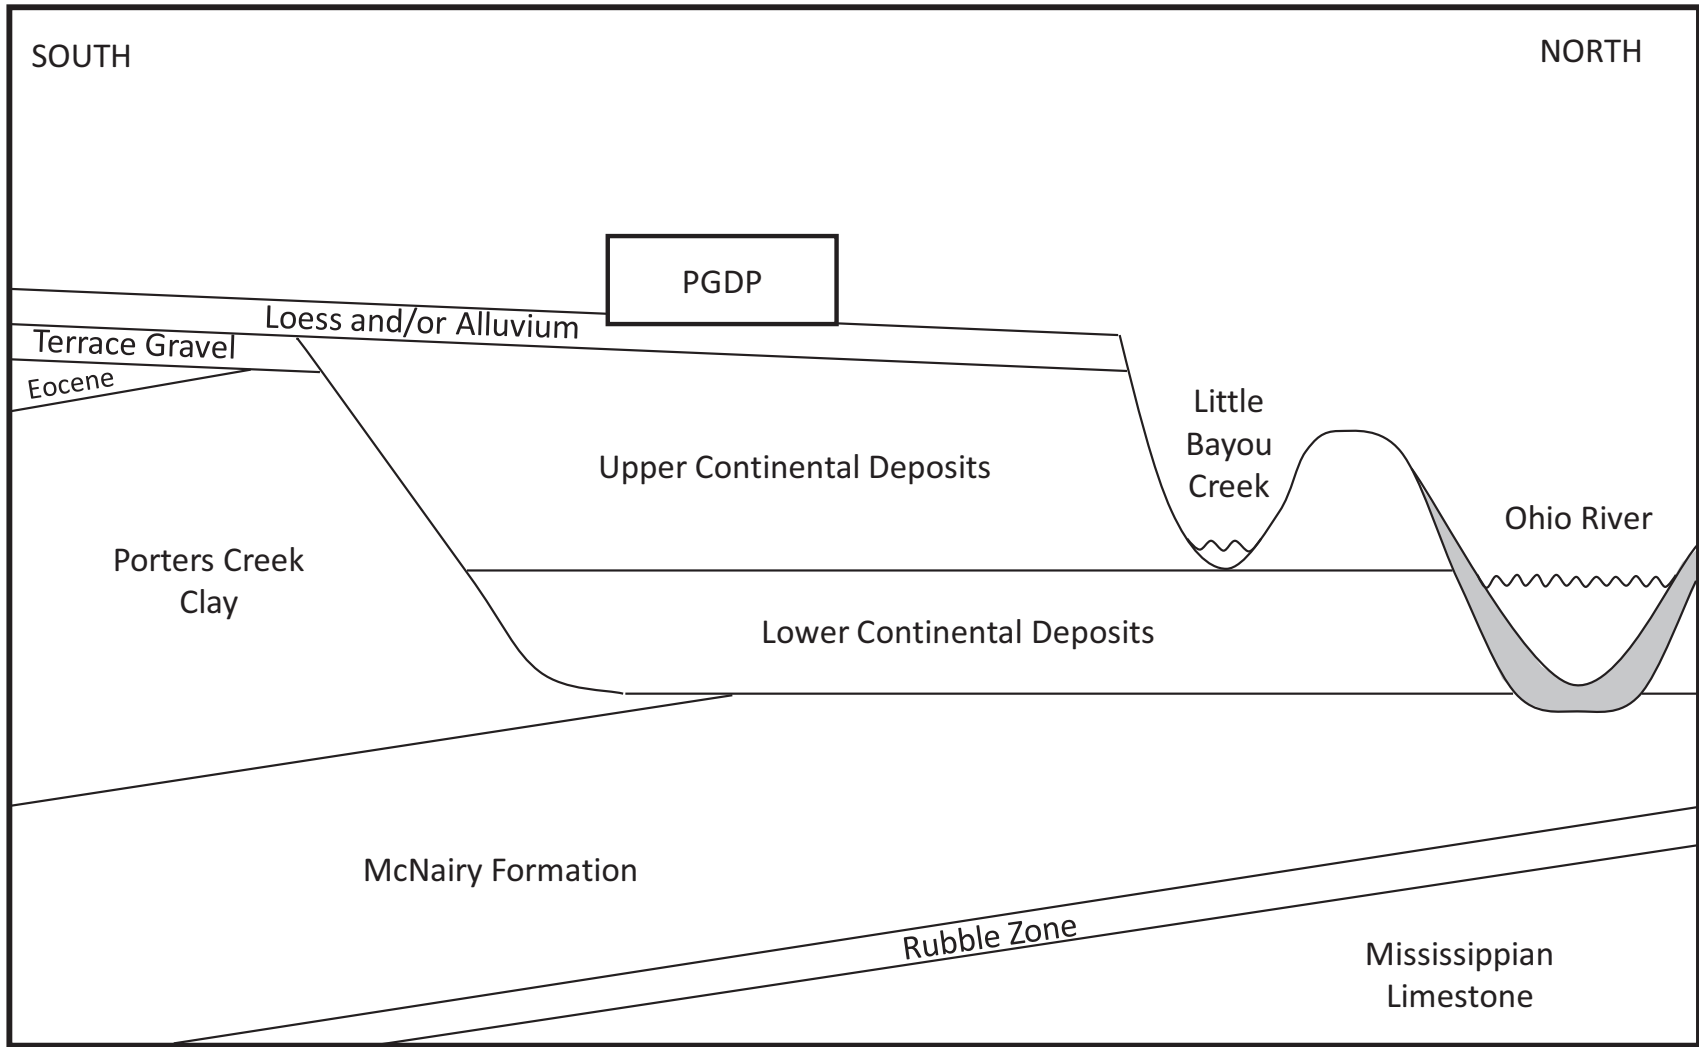 SOUTH
NORTH
PGDP
Loess and/or Alluvium
Terrace Gravel
Eocene
Little
Bayou
Creek
Upper Continental Deposits
Ohio River
Porters Creek
Clay
Lower Continental Deposits
McNairy Formation
Rubble Zone
Mississippian
Limestone